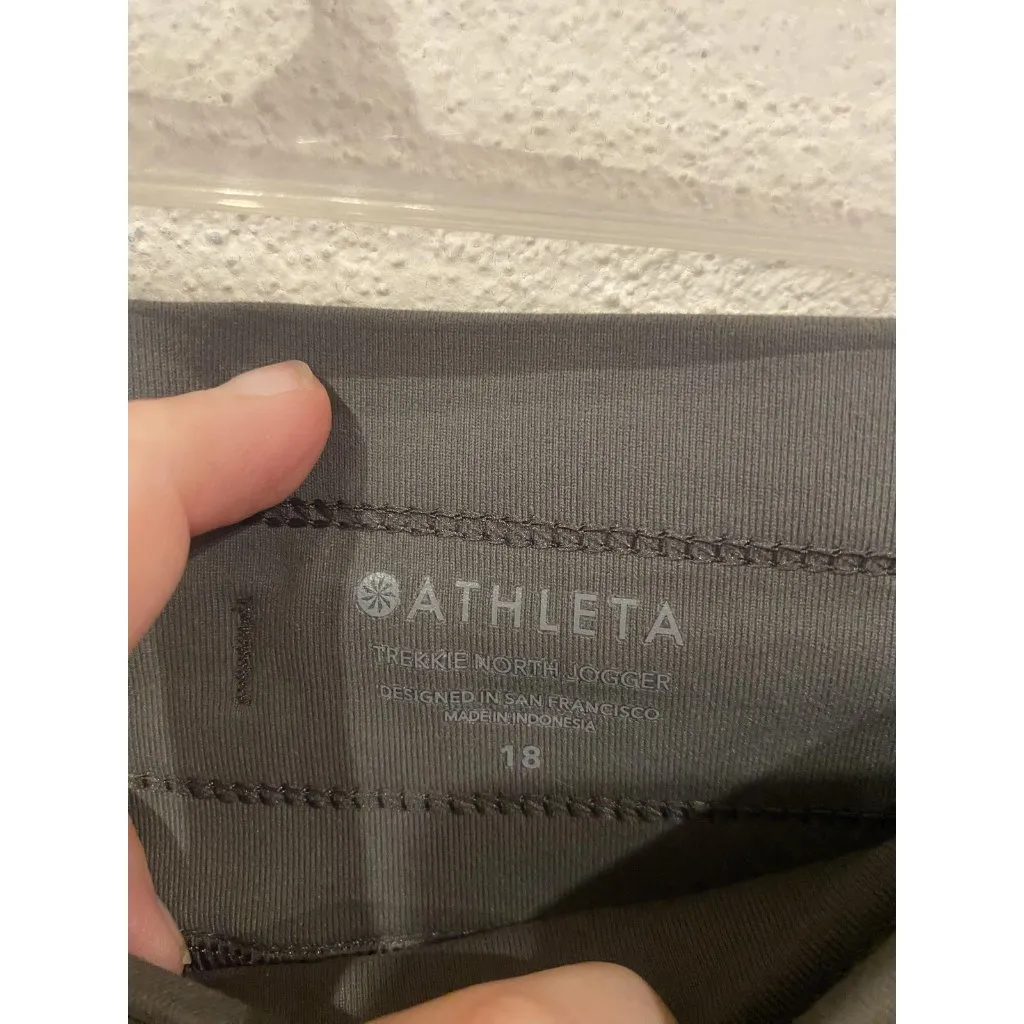 ATHLETA
TREKKIE NORTH JOGGER
DESIGNED IN SAN FRANCISCO
MADE IN INDONESIA
18